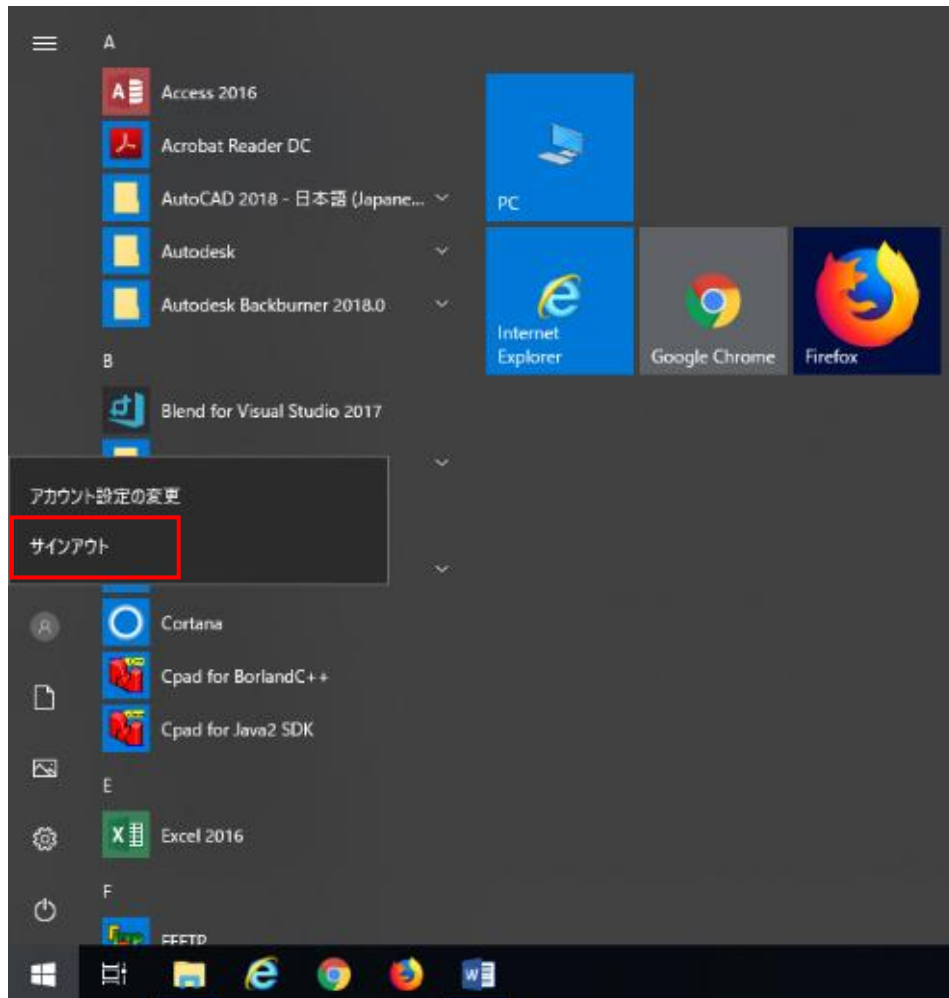 A
Access 2016
Acrobat Reader DC
AutoCAD 2018 - 日本語 (Japane...
Autodesk
Autodesk Backburner 2018.0
B
Blend for Visual Studio 2017
アカウント設定の変更
サインアウト
Cortana
Cpad for BorlandC++
Cpad for Java2 SDK
E
Excel 2016
F
FFFTP
PC
Internet
Explorer
Google Chrome
Firefox